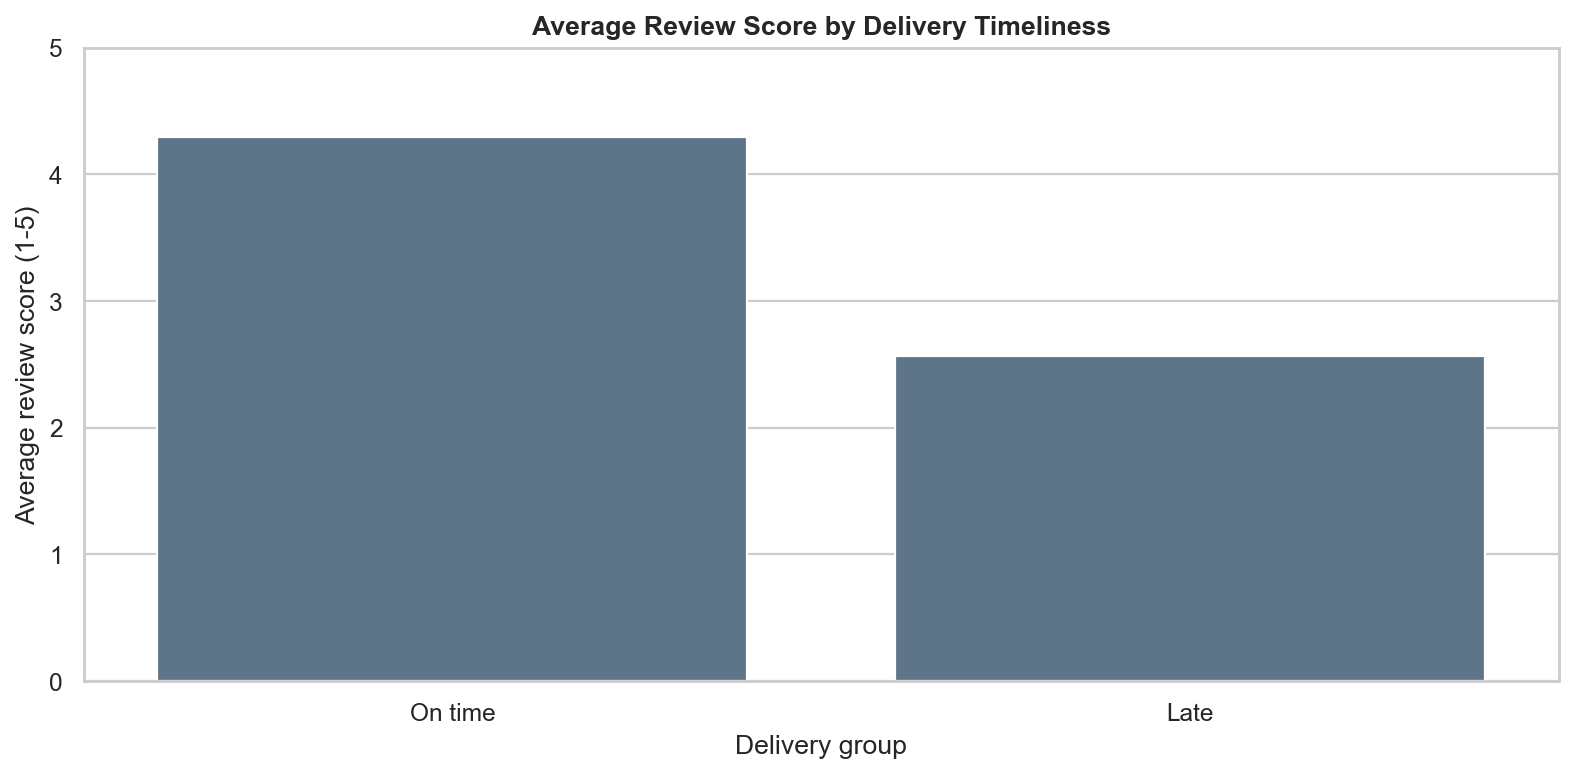 Average Review Score by Delivery Timeliness
Average review score (1-5)
5
4
3
2
1
0
On time
Late
Delivery group